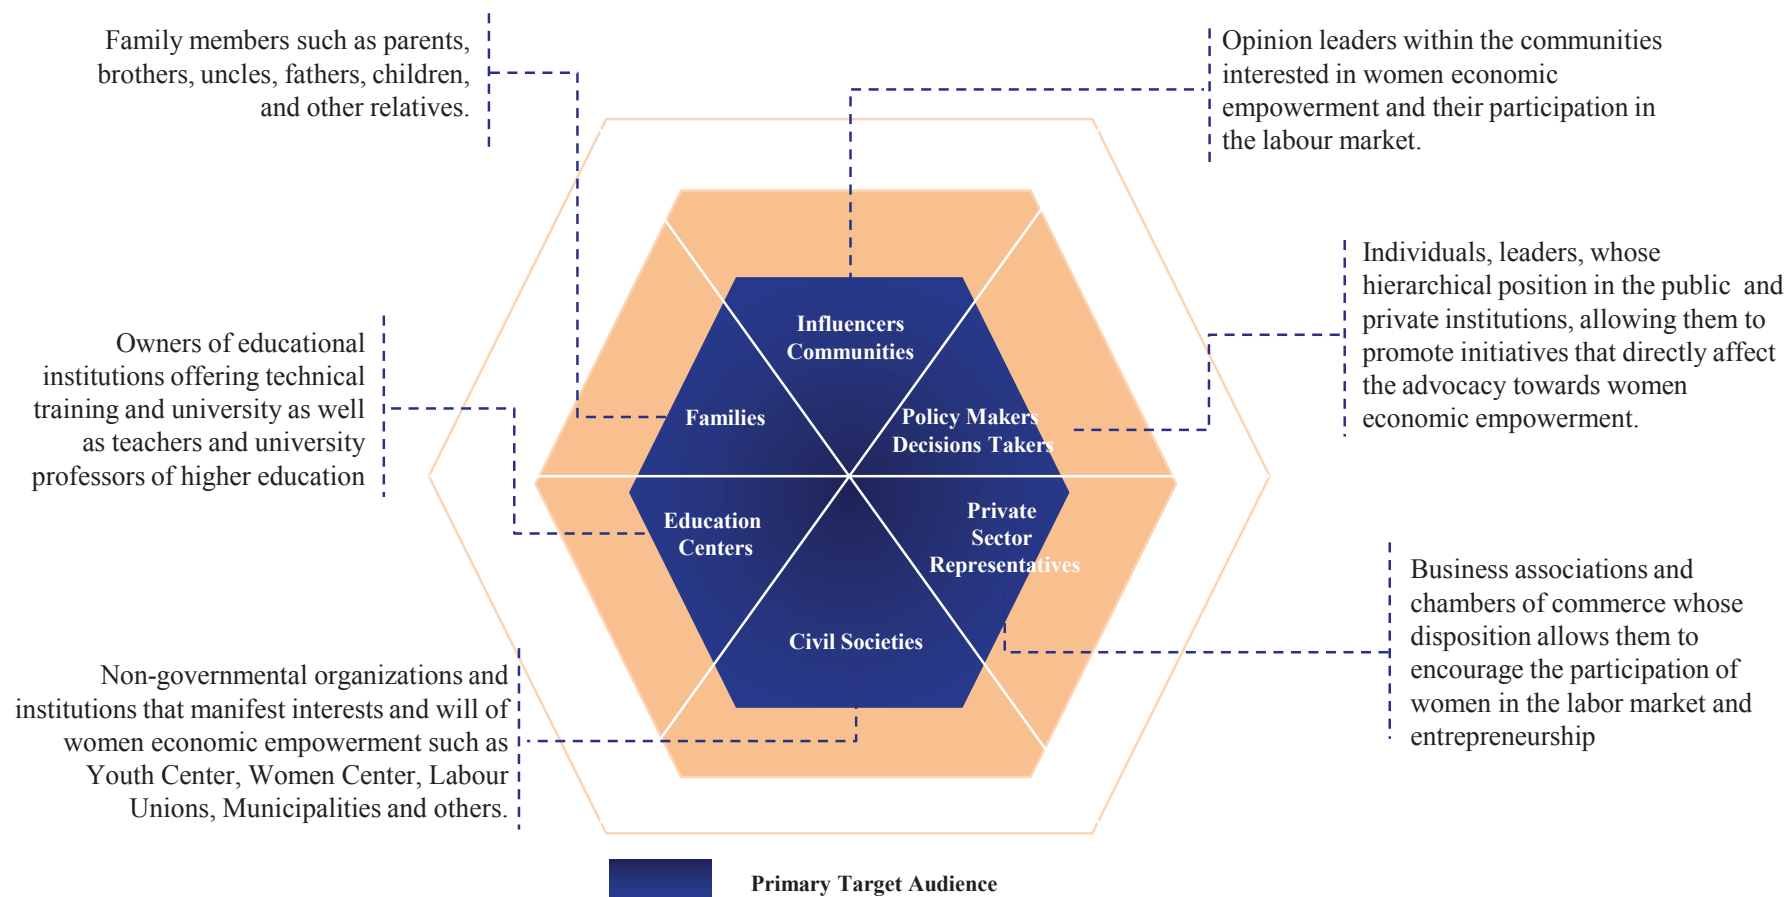 Family members such as parents,
brothers, uncles, fathers, children,
and other relatives.
Opinion leaders within the communities
interested in women economic
empowerment and their participation in
the labour market.
Individuals, leaders, whose
hierarchical position in the public and
private institutions, allowing them to
promote initiatives that directly affect
the advocacy towards women
economic empowerment.
Owners of educational
institutions offering technical
training and university as well
as teachers and university
professors of higher education
Influencers
Communities
Families
Policy Makers
Decisions Takers
Education
Centers
Private
Sector
Representatives
Civil Societies
Business associations and
chambers of commerce whose
disposition allows them to
encourage the participation of
women in the labor market and
entrepreneurship
Non-governmental organizations and
institutions that manifest interests and will of
women economic empowerment such as
Youth Center, Women Center, Labour
Unions, Municipalities and others.
Primary Target Audience